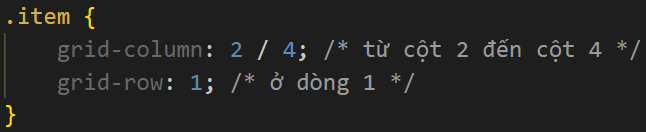 .item {
    grid-column: 2 / 4; /* từ cột 2 đến cột 4 */
    grid-row: 1; /* ở dòng 1 */
}